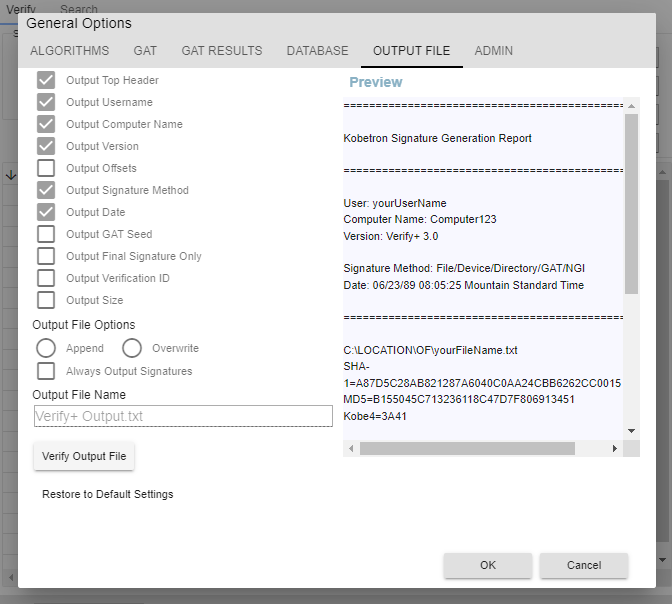 Verify Search
General Options
ALGORITHMS GAT GAT RESULTS DATABASE OUTPUT FILE ADMIN
Output Top Header
Output Username
Output Computer Name
Output Version
Output Offsets
Output Signature Method
Output Date
Output GAT Seed
Output Final Signature Only
Output Verification ID
Output Size
Output File Options
Append Overwrite
Always Output Signatures
Output File Name
Verify+ Output.txt
Verify Output File
Restore to Default Settings
Preview
===========================================
Kobetron Signature Generation Report
===========================================
User: yourUserName
Computer Name: Computer123
Version: Verify+ 3.0
Signature Method: File/Device/Directory/GAT/NGI
Date: 06/23/89 08:05:25 Mountain Standard Time
===========================================
C:\LOCATION\OF\yourFileName.txt
SHA-
1=A87D5C28AB821287A6040C0AA24CBB6262CC0015
MD5=B155045C713236118C47D7F806913451
Kobe4=3A41
OK Cancel